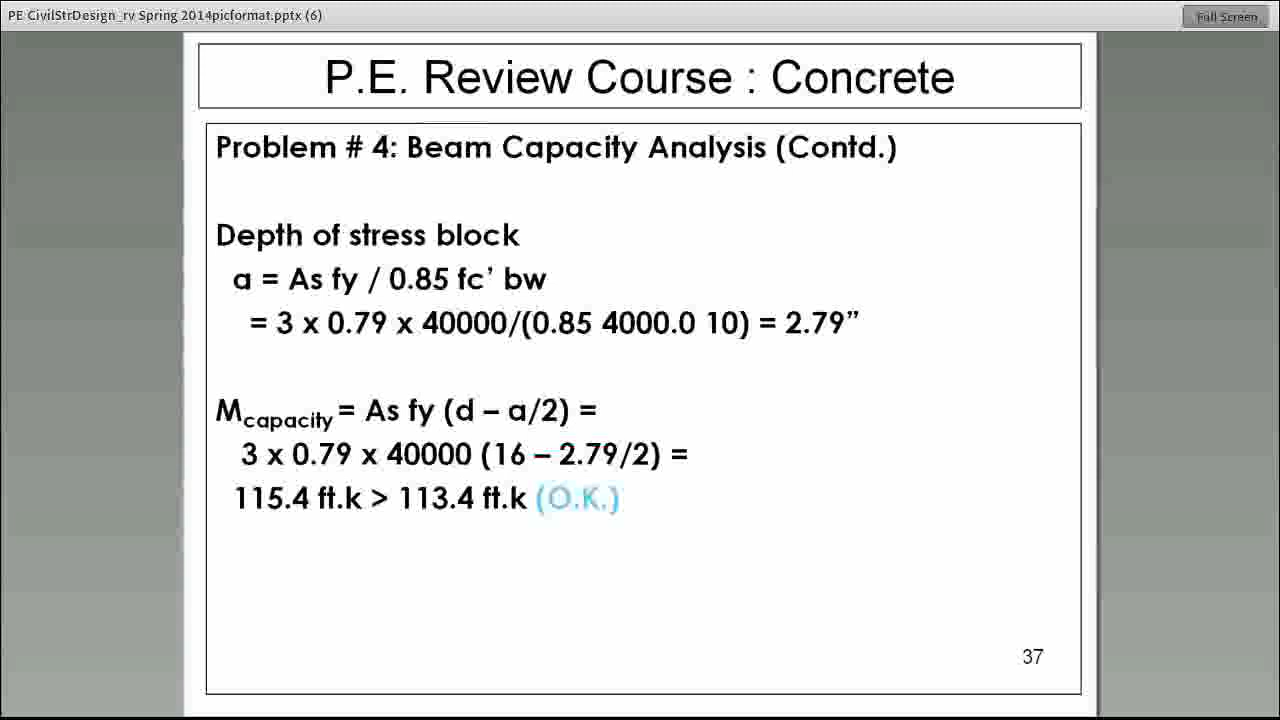 PE CivilStrDesign_rv Spring 2014picformat.pptx (6)
Full Screen
P.E. Review Course : Concrete
Problem # 4: Beam Capacity Analysis (Contd.)
Depth of stress block
a = As fy / 0.85 fc’ bw
= 3 x 0.79 x 40000/(0.85 4000.0 10) = 2.79”
Mcapacity = As fy (d – a/2) =
3 x 0.79 x 40000 (16 – 2.79/2) =
115.4 ft.k > 113.4 ft.k (O.K.)
37